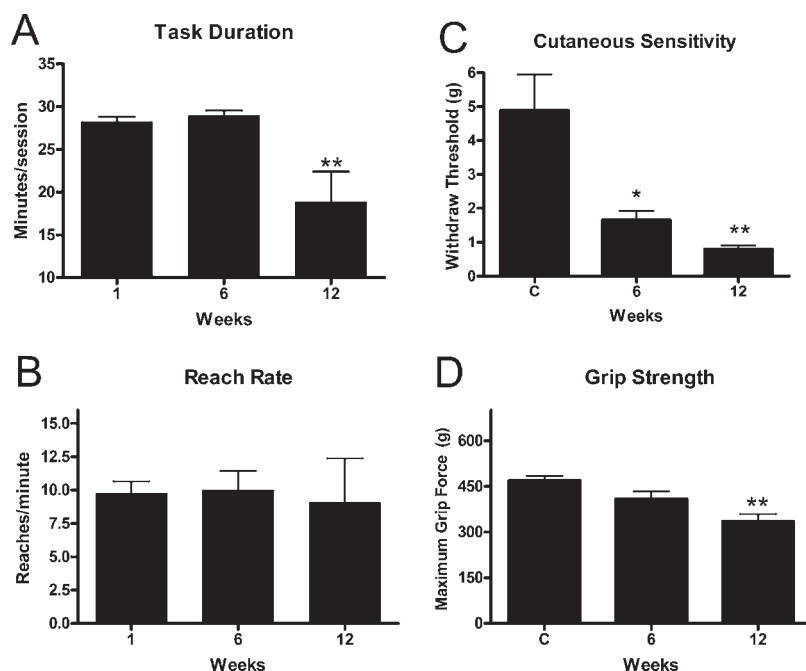 A
Task Duration
Minutes/session
35
30
25
20
15
10
**
1
6
12
Weeks
C
Cutaneous Sensitivity
Withdraw Threshold (g)
6
5
4
3
2
1
0
*
**
C
6
12
Weeks
B
Reach Rate
Reaches/minute
15.0
12.5
10.0
7.5
5.0
2.5
0.0
1
6
12
Weeks
D
Grip Strength
Maximum Grip Force (g)
600
450
300
150
0
**
C
6
12
Weeks